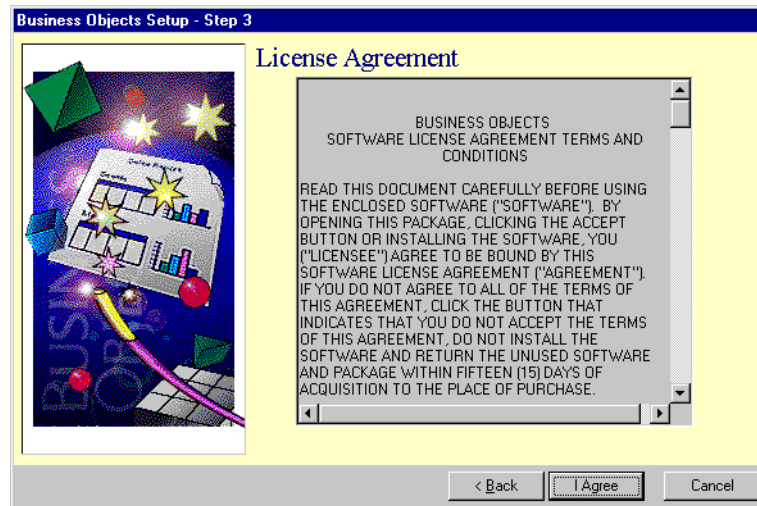 Business Objects Setup - Step 3
License Agreement
BUSINESS OBJECTS
SOFTWARE LICENSE AGREEMENT TERMS AND
CONDITIONS
READ THIS DOCUMENT CAREFULLY BEFORE USING
THE ENCLOSED SOFTWARE ("SOFTWARE"). BY
OPENING THIS PACKAGE, CLICKING THE ACCEPT
BUTTON OR INSTALLING THE SOFTWARE, YOU
("LICENSEE") AGREE TO BE BOUND BY THIS
SOFTWARE LICENSE AGREEMENT ("AGREEMENT").
IF YOU DO NOT AGREE TO ALL OF THE TERMS OF
THIS AGREEMENT, CLICK THE BUTTON THAT
INDICATES THAT YOU DO NOT ACCEPT THE TERMS
OF THIS AGREEMENT, DO NOT INSTALL THE
SOFTWARE AND RETURN THE UNUSED SOFTWARE
AND PACKAGE WITHIN FIFTEEN (15) DAYS OF
ACQUISITION TO THE PLACE OF PURCHASE.
Sales Report
BUSIN
OBJE
< Back
I Agree
Cancel